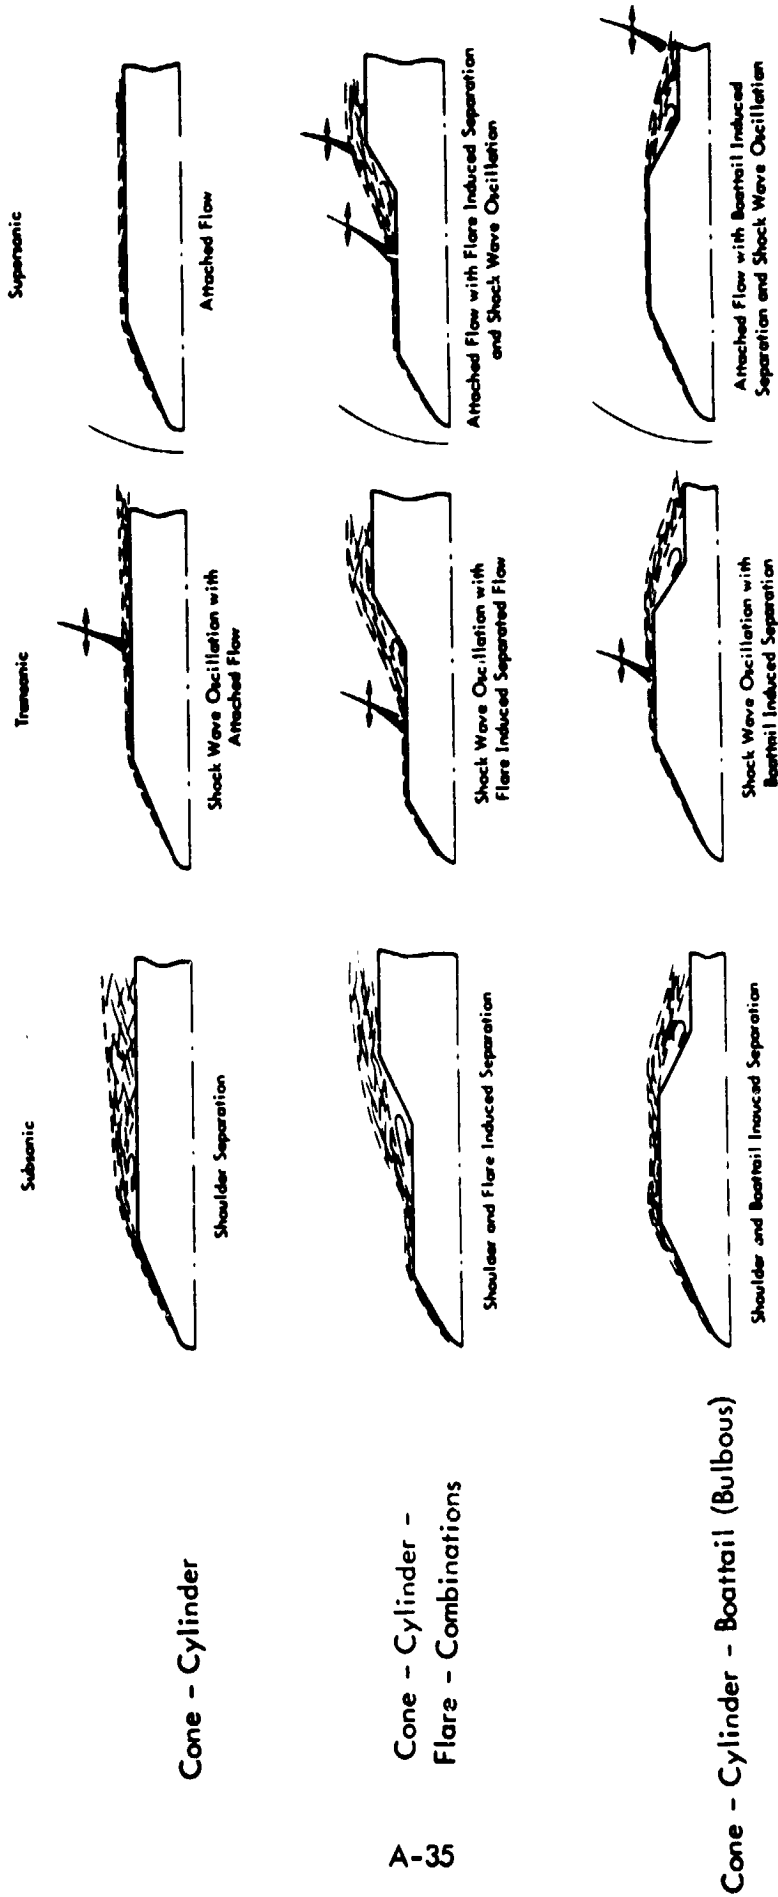 Subsonic
Transonic
Supersonic
Cone - Cylinder
Shoulder Separation
Shock Wave Oscillation with
Attached Flow
Attached Flow
Cone - Cylinder -
Flare - Combinations
Shoulder and Flare Induced Separation
Shock Wave Oscillation with
Flare Induced Separated Flow
Attached Flow with Flare Induced Separation
and Shock Wave Oscillation
Cone - Cylinder - Boattail (Bulbous)
Shoulder and Boattail Induced Separation
Shock Wave Oscillation with
Boattail Induced Separation
Attached Flow with Boattail Induced
Separation and Shock Wave Oscillation
A-35